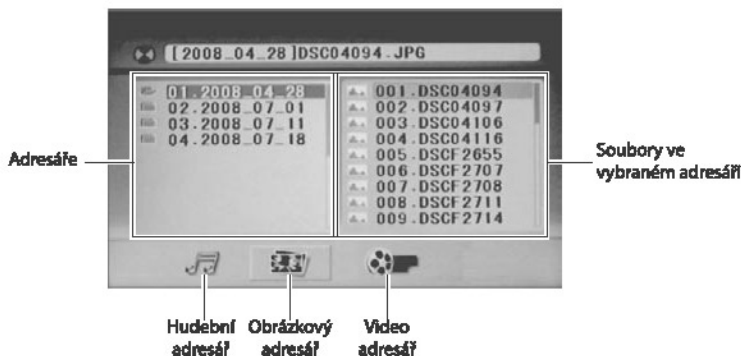 [2008_04_28]DSC04094.JPG
01.2008_04_28
02.2008_07_01
03.2008_07_11
04.2008_07_18
001.DSC04094
002.DSC04097
003.DSC04106
004.DSC04116
005.DSCF2655
006.DSCF2707
007.DSCF2708
008.DSCF2711
009.DSCF2714
Adresáře
Soubory ve
vybraném adresáři
Hudební
adresář
Obrázkový
adresář
Video
adresář